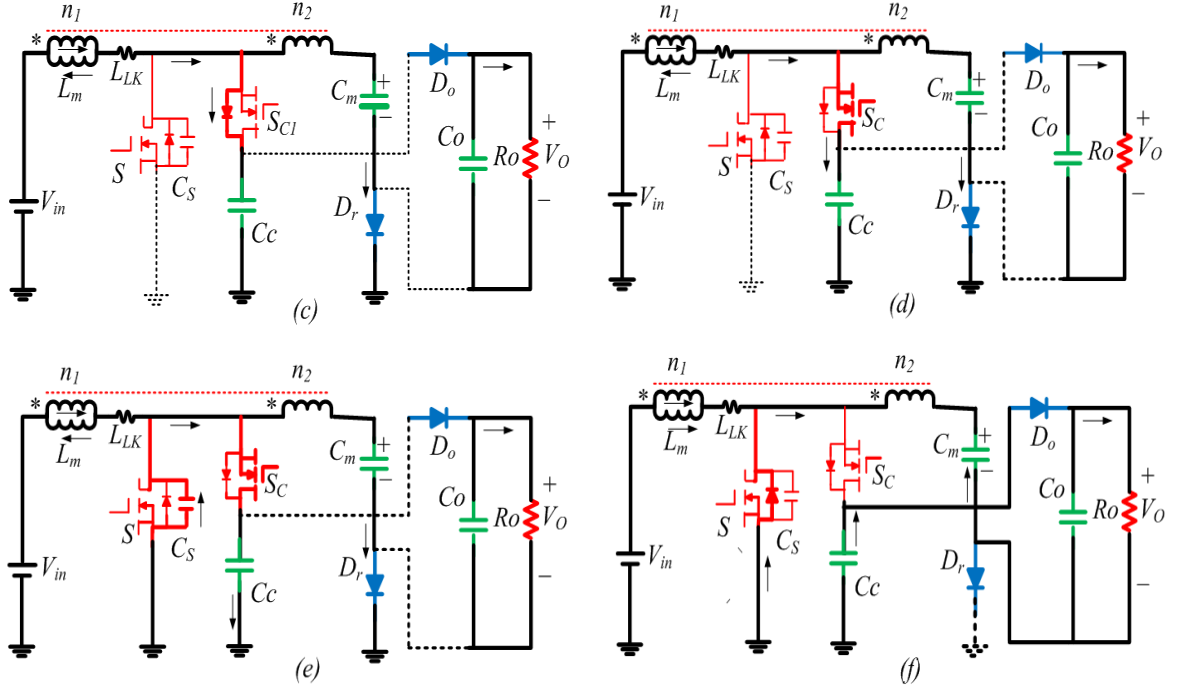 n1 n2
* *
LLK
Lm
Cm + −
Do
SC1
S CS
Co Ro + VO −
Vin
Cc
Dr
(c)
n1 n2
* *
LLK
Lm
Cm + −
Do
SC
S CS
Co Ro + VO −
Vin
Cc
Dr
(d)
n1 n2
* *
LLK
Lm
Cm + −
Do
SC
S CS
Co Ro + VO −
Vin
Cc
Dr
(e)
n1 n2
* *
LLK
Lm
Cm + −
Do
SC
S CS
Co Ro + VO −
Vin
Cc
Dr
(f)